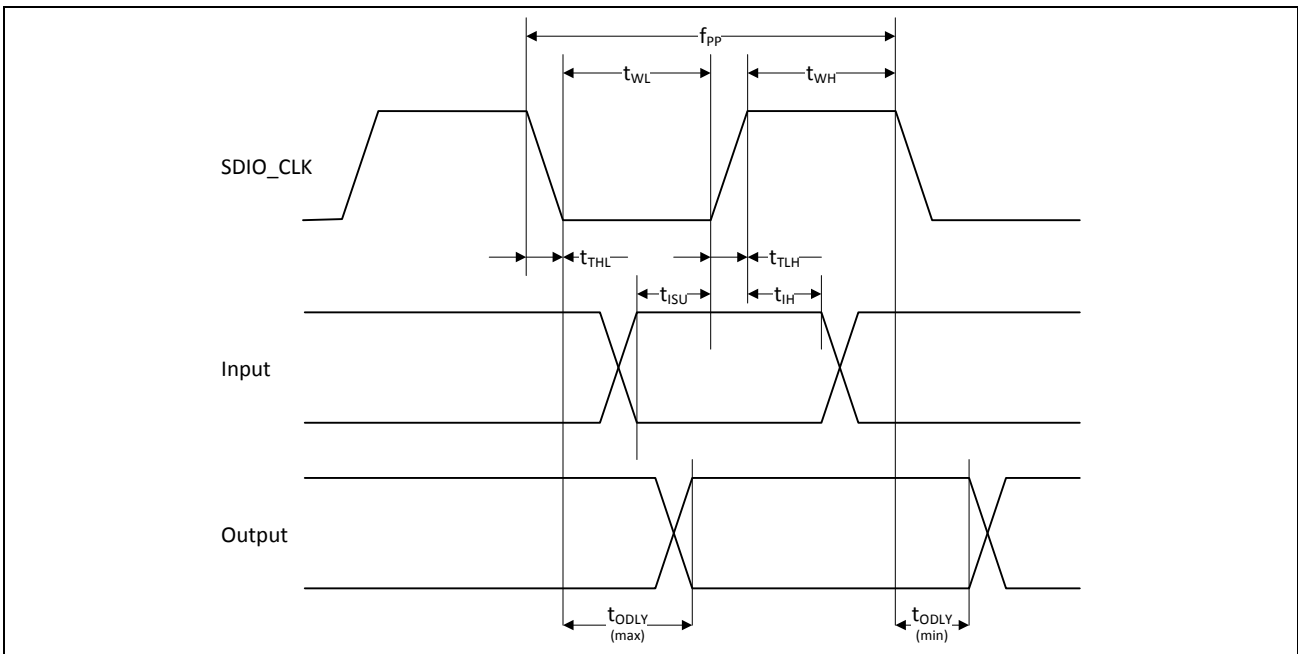 fPP
tWL
tWH
SDIO_CLK
tTHL
tTLH
tISU
tIH
Input
Output
tODLY
(max)
tODLY
(min)